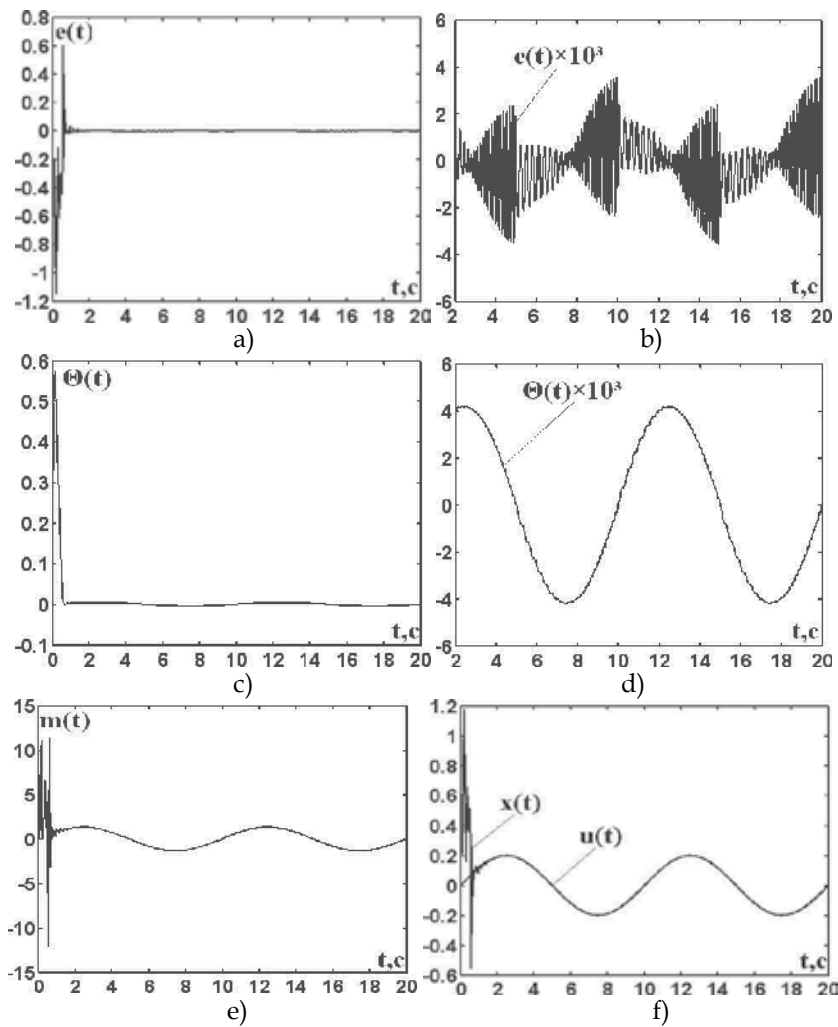 0.8
e(t)
0.6
0.4
0.2
0
-0.2
-0.4
-0.6
-0.8
-1
-1.2
t,c
0 2 4 6 8 10 12 14 16 18 20
a)
6
e(t)×10³
4
2
0
-2
-4
-6
t,c
2 4 6 8 10 12 14 16 18 20
b)
0.6
Θ(t)
0.5
0.4
0.3
0.2
0.1
0
-0.1
t,c
0 2 4 6 8 10 12 14 16 18 20
c)
6
Θ(t)×10³
4
2
0
-2
-4
-6
t,c
2 4 6 8 10 12 14 16 18 20
d)
15
m(t)
10
5
0
-5
-10
-15
t,c
0 2 4 6 8 10 12 14 16 18 20
e)
1.2
1
0.8
0.6
x(t)
0.4
u(t)
0.2
0
-0.2
-0.4
-0.6
t,c
0 2 4 6 8 10 12 14 16 18 20
f)